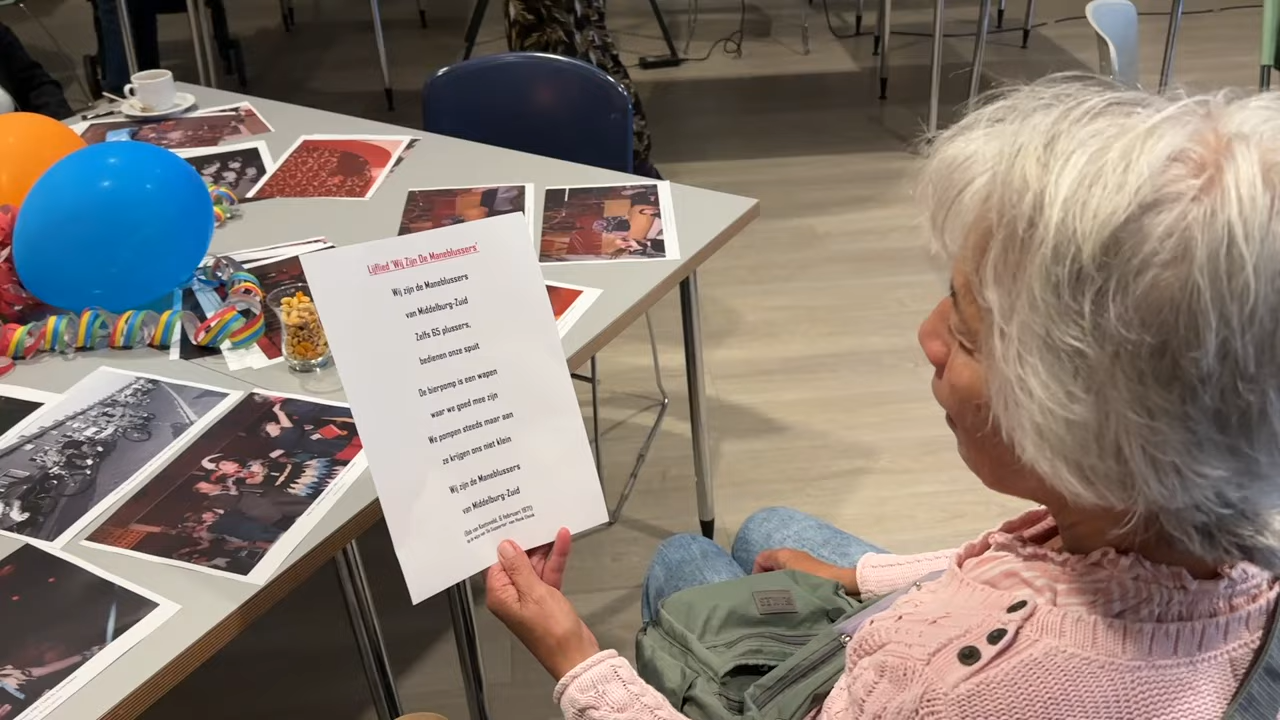 Lijflied 'Wij Zijn De Maneblussers'
Wij zijn de Maneblussers
van Middelburg-Zuid
Zelfs 65 plussers,
bedienen onze spuit
De bierpomp is een wapen
waar we goed mee zijn
We pompen steeds maar aan
ze krijgen ons niet klein
Wij zijn de Maneblussers
van Middelburg-Zuid